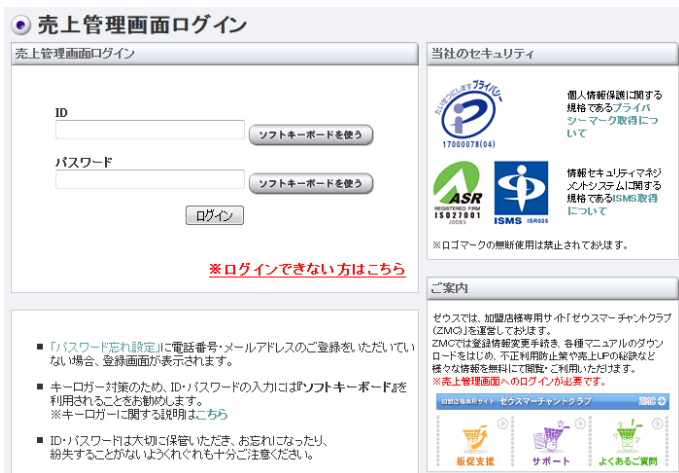 売上管理画面ログイン
売上管理画面ログイン
ID
ソフトキーボードを使う
パスワード
ソフトキーボードを使う
ログイン
※ログインできない方はこちら
「パスワード忘れ設定」に電話番号・メールアドレスのご登録をいただいてい
ない場合、登録画面が表示されます。
キーロガー対策のため、ID・パスワードの入力には『ソフトキーボード』を
利用されることをお勧めします。
※キーロガーに関する説明はこちら
ID・パスワードは大切に保管いただき、お忘れになったり、
紛失することがないようくれぐれも十分ご注意ください。
当社のセキュリティ
たいせつにします プライバシー
17000078(04)
個人情報保護に関する
規格であるプライバ
シーマーク取得につ
いて
ASR
REGISTERED FIRM
ISO27001
J0085
ISMS ISR025
情報セキュリティマネジ
メントシステムに関する
規格であるISMS取得
について
※ロゴマークの無断使用は禁止されております。
ご案内
ゼウスでは、加盟店様専用サイト「ゼウスマーチャントクラブ
(ZMC)」を運営しております。
ZMCでは登録情報変更手続き、各種マニュアルのダウン
ロードをはじめ、不正利用防止策や売上UPの秘訣など
様々な情報を無料にて閲覧・ご利用いただけます。
※売上管理画面へのログインが必要です。
加盟店専用サイト ゼウスマーチャントクラブ ZMC
販促支援 サポート よくあるご質問